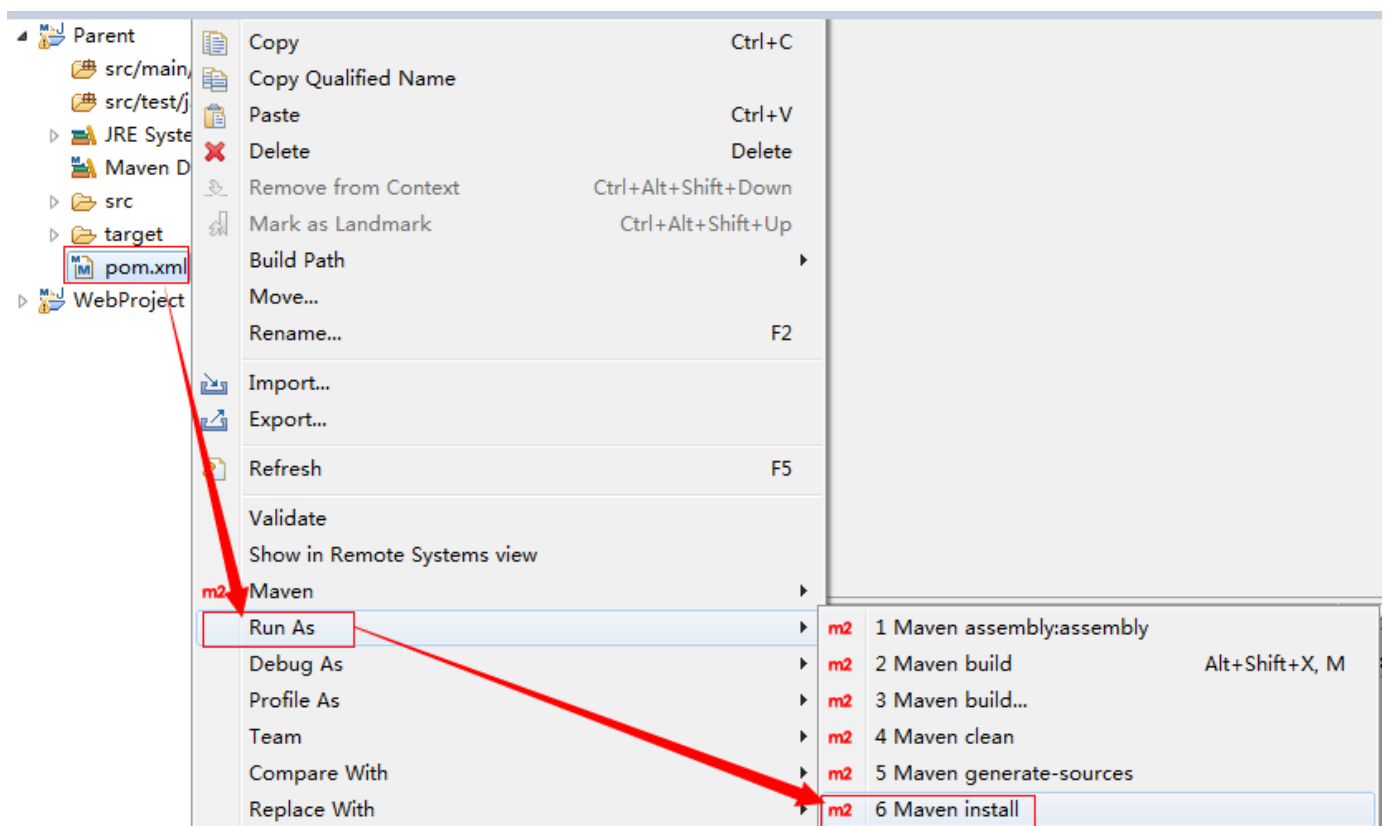 Parent
src/main/
src/test/j
JRE Syste
Maven D
src
target
pom.xml
WebProject
Copy Ctrl+C
Copy Qualified Name
Paste Ctrl+V
Delete Delete
Remove from Context Ctrl+Alt+Shift+Down
Mark as Landmark Ctrl+Alt+Shift+Up
Build Path
Move...
Rename... F2
Import...
Export...
Refresh F5
Validate
Show in Remote Systems view
m2 Maven
Run As
Debug As
Profile As
Team
Compare With
Replace With
m2 1 Maven assembly:assembly
m2 2 Maven build Alt+Shift+X, M
m2 3 Maven build...
m2 4 Maven clean
m2 5 Maven generate-sources
m2 6 Maven install